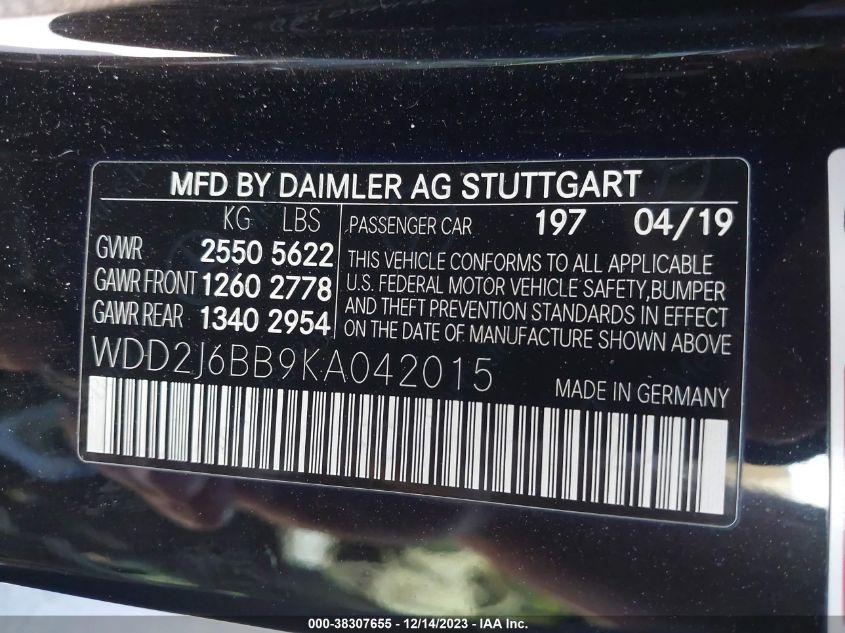 MFD BY DAIMLER AG STUTTGART
KG LBS
GVWR 2550 5622
GAWR FRONT 1260 2778
GAWR REAR 1340 2954
PASSENGER CAR 197 04/19
THIS VEHICLE CONFORMS TO ALL APPLICABLE
U.S. FEDERAL MOTOR VEHICLE SAFETY,BUMPER
AND THEFT PREVENTION STANDARDS IN EFFECT
ON THE DATE OF MANUFACTURE SHOWN ABOVE
WDD2J6BB9KA042015
MADE IN GERMANY
000-38307655 - 12/14/2023 - IAA Inc.